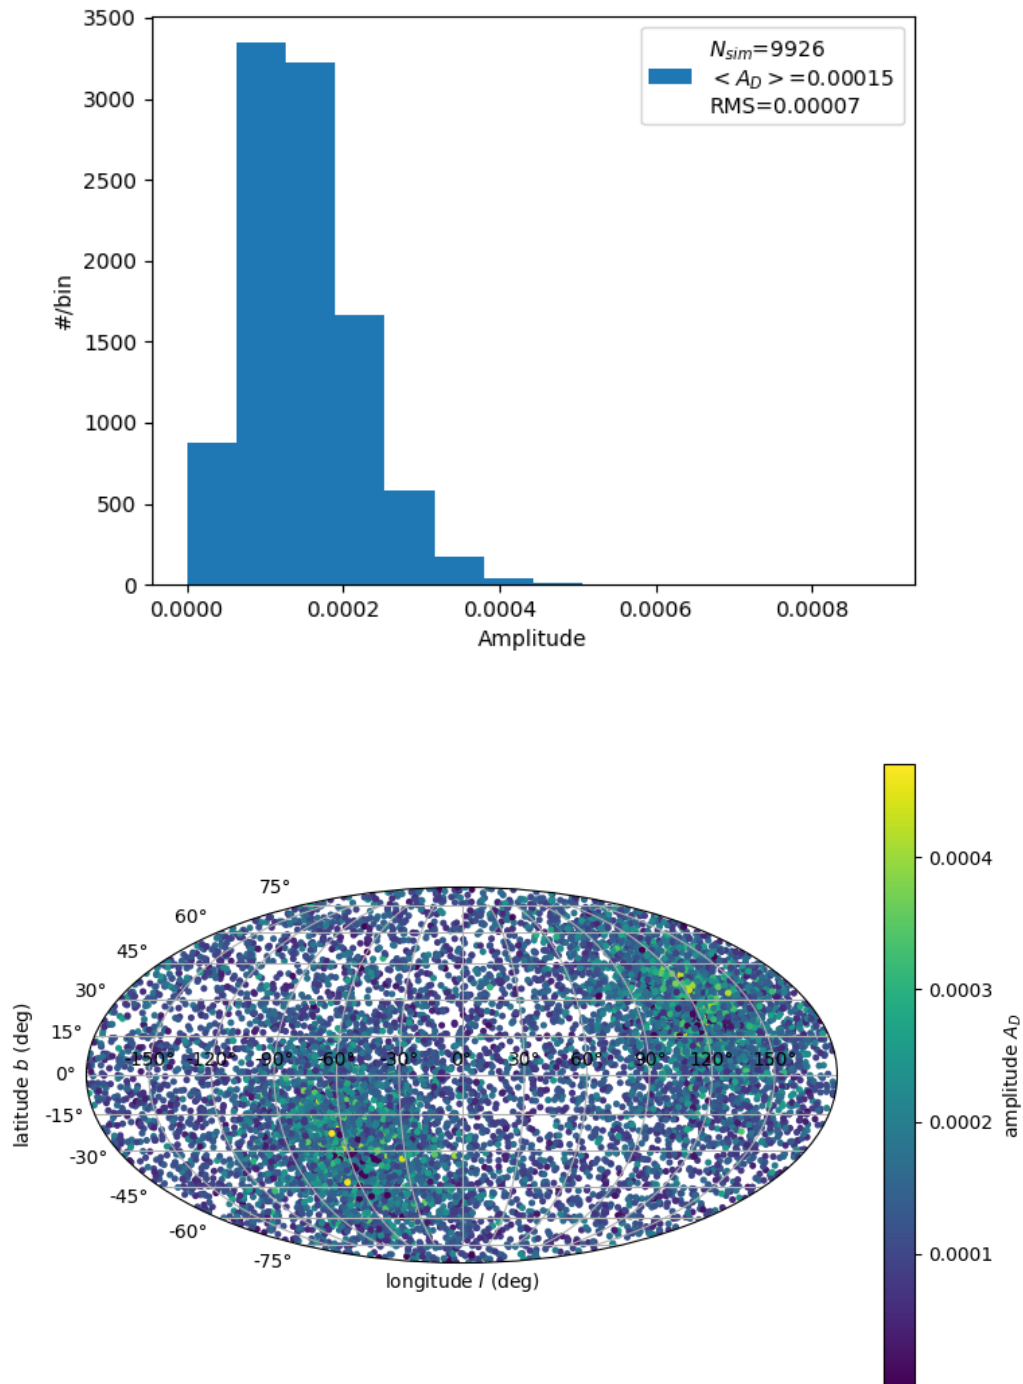 3500
3000
2500
2000
1500
1000
500
0
#/bin
N_sim=9926
< A_D > =0.00015
RMS=0.00007
0.0000 0.0002 0.0004 0.0006 0.0008
Amplitude
75°
60°
45°
30°
15°
0°
-15°
-30°
-45°
-60°
-75°
latitude b (deg)
-150° -120° -90° -60° -30° 0° 30° 60° 90° 120° 150°
longitude l (deg)
0.0004
0.0003
0.0002
0.0001
amplitude A_D